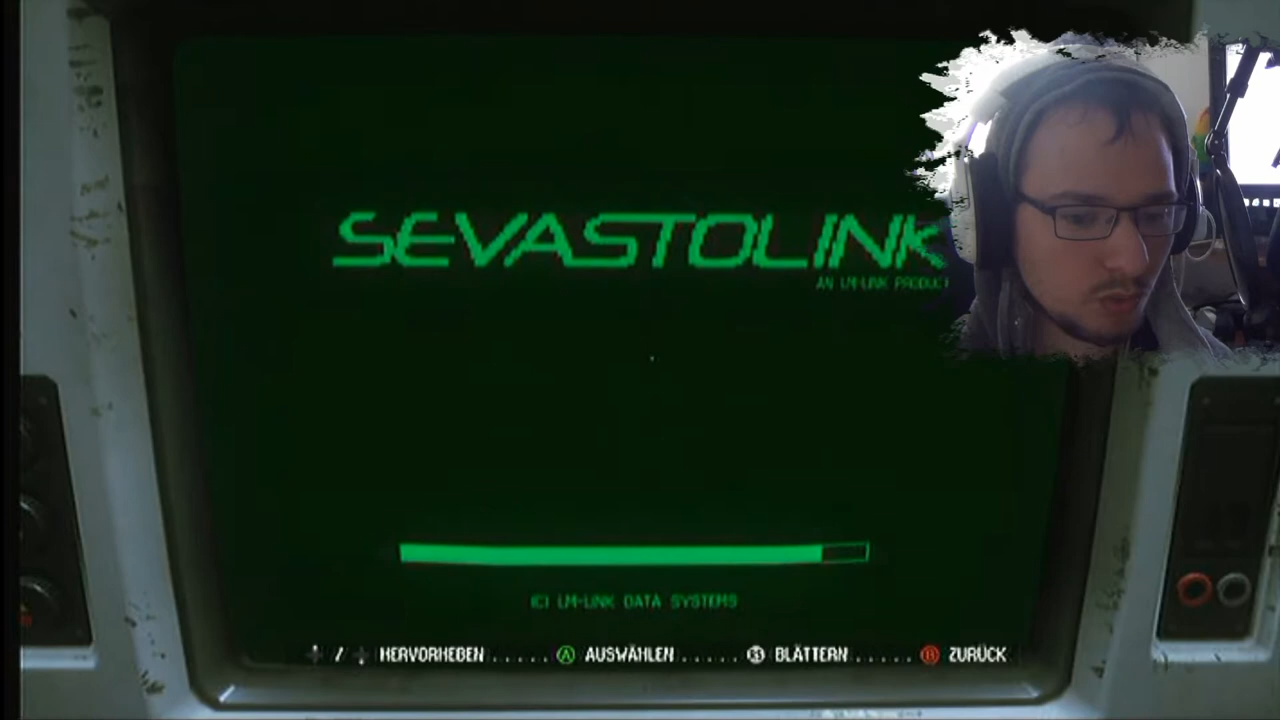 SEVASTOLINK
AN LM-LINK PRODUCT
(C) LM-LINK DATA SYSTEMS
/ HERVORHEBEN ..... A AUSWÄHLEN ..... S BLÄTTERN ..... B ZURÜCK